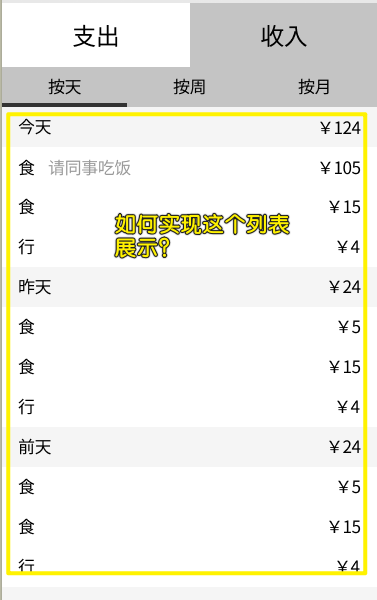 支出 收入
按天 按周 按月
今天 ￥124
食 请同事吃饭 ￥105
食 ￥15
行 ￥4
如何实现这个列表
展示？
昨天 ￥24
食 ￥5
食 ￥15
行 ￥4
前天 ￥24
食 ￥5
食 ￥15
行 ￥4